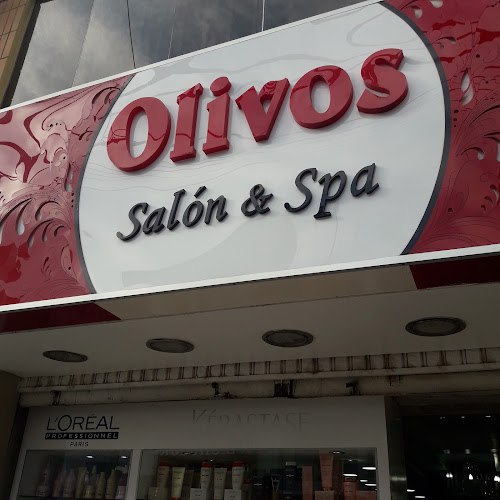 Olivos
Salón & Spa
L'ORÉAL
PROFESSIONNEL
PARIS
KÉRASTASE